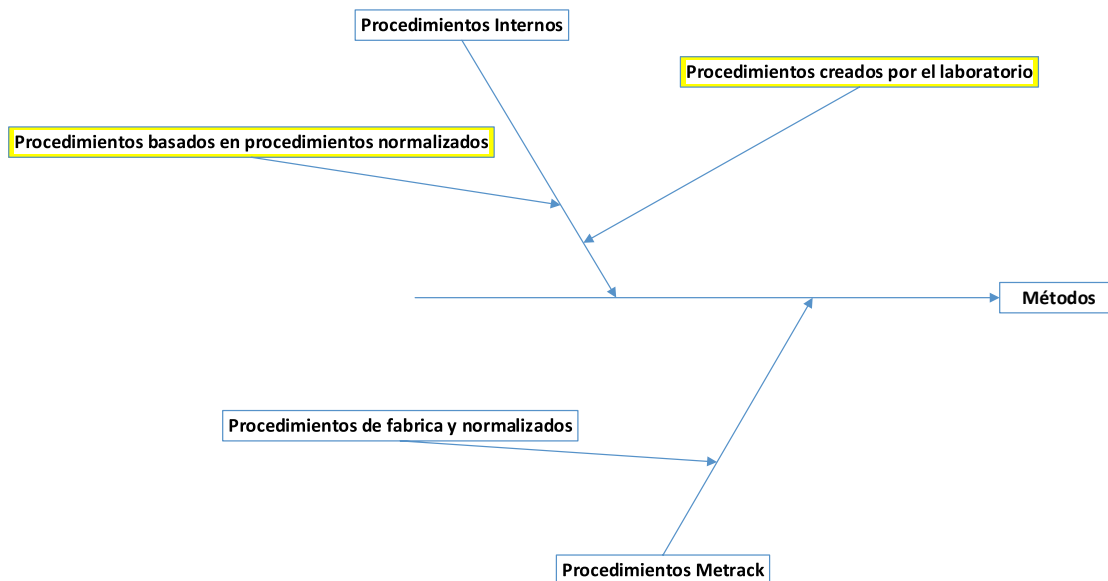 Procedimientos Internos
Procedimientos creados por el laboratorio
Procedimientos basados en procedimientos normalizados
Métodos
Procedimientos de fabrica y normalizados
Procedimientos Metrack